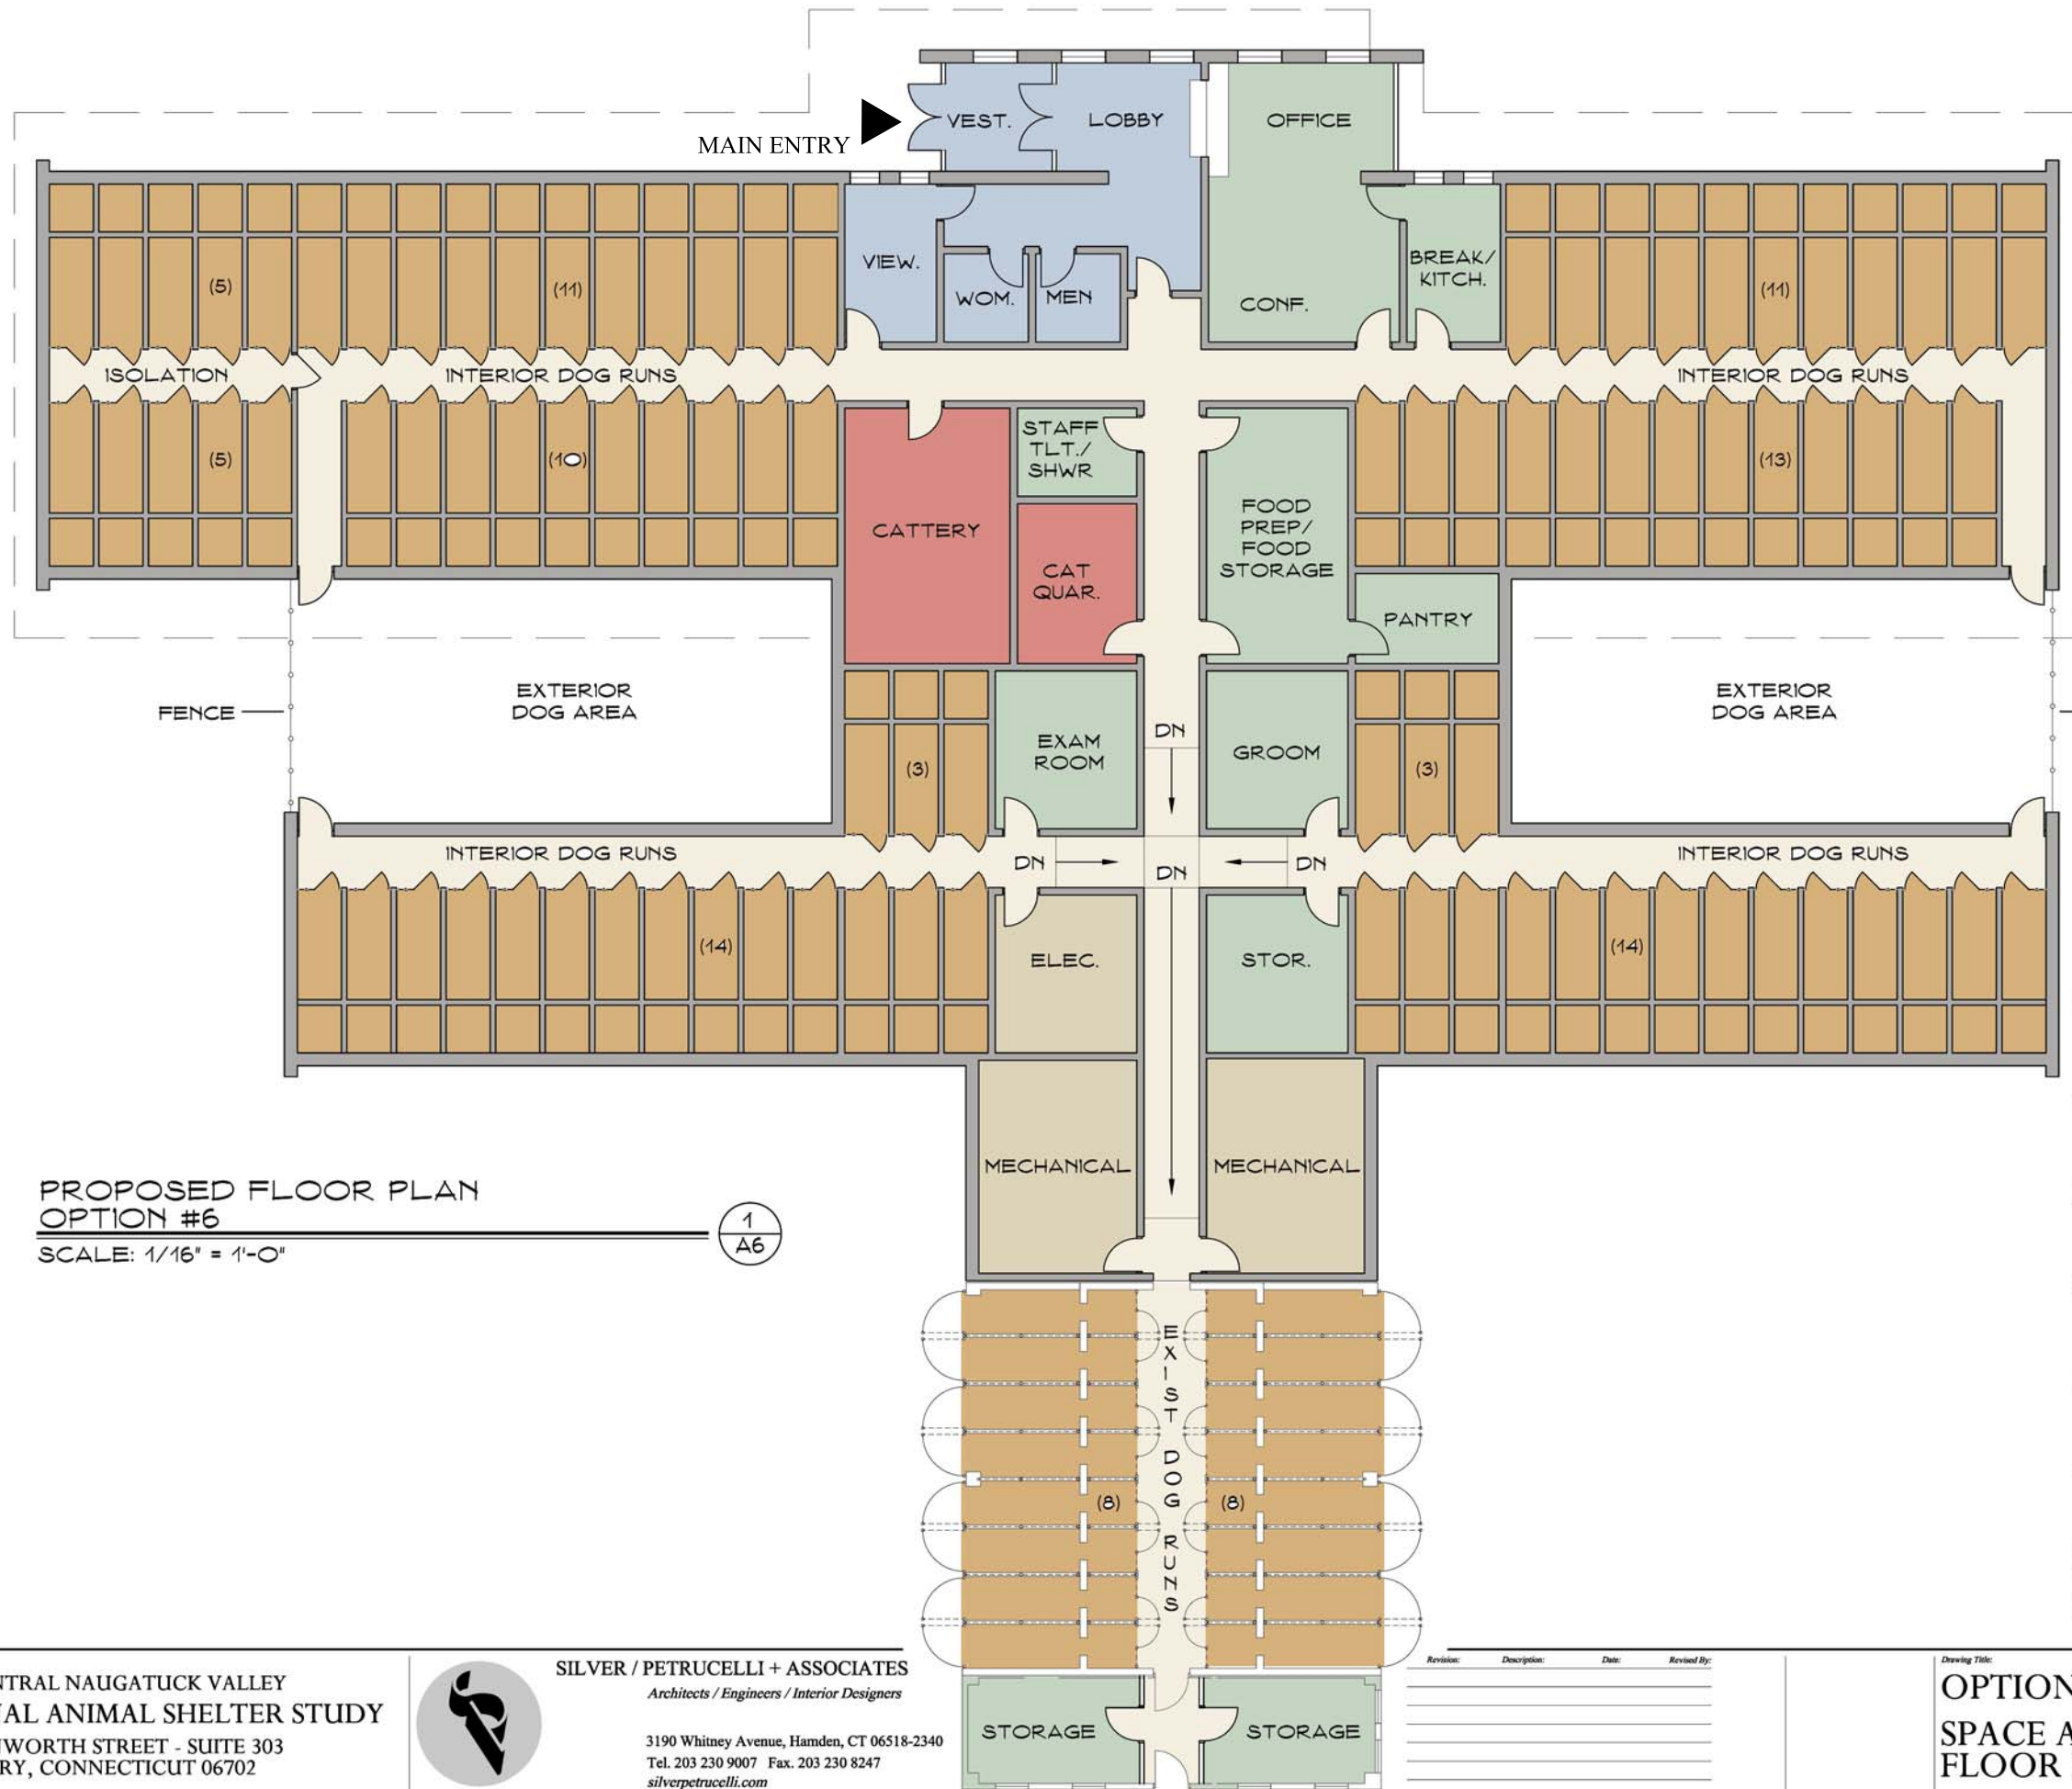 MAIN ENTRY
VEST.
LOBBY
OFFICE
VIEW.
WOM.
MEN
CONF.
BREAK/
KITCH.
(5)
(11)
(11)
ISOLATION
INTERIOR DOG RUNS
INTERIOR DOG RUNS
(5)
(10)
(13)
CATTERY
STAFF
TLT./
SHWR
CAT
QUAR.
FOOD
PREP/
FOOD
STORAGE
PANTRY
FENCE
EXTERIOR
DOG AREA
EXTERIOR
DOG AREA
(3)
EXAM
ROOM
DN
GROOM
(3)
INTERIOR DOG RUNS
DN
DN
DN
INTERIOR DOG RUNS
(14)
ELEC.
STOR.
(14)
MECHANICAL
MECHANICAL
PROPOSED FLOOR PLAN
OPTION #6
SCALE: 1/16" = 1'-0"
1
A6
EXIST DOG RUNS
(8)
(8)
STORAGE
STORAGE
NTRAL NAUGATUCK VALLEY
NAL ANIMAL SHELTER STUDY
NWORTH STREET - SUITE 303
RY, CONNECTICUT 06702
SILVER / PETRUCELLI + ASSOCIATES
Architects / Engineers / Interior Designers
3190 Whitney Avenue, Hamden, CT 06518-2340
Tel. 203 230 9007 Fax. 203 230 8247
silverpetrucelli.com
Revision: Description: Date: Revised By:
Drawing Title:
OPTION
SPACE A
FLOOR